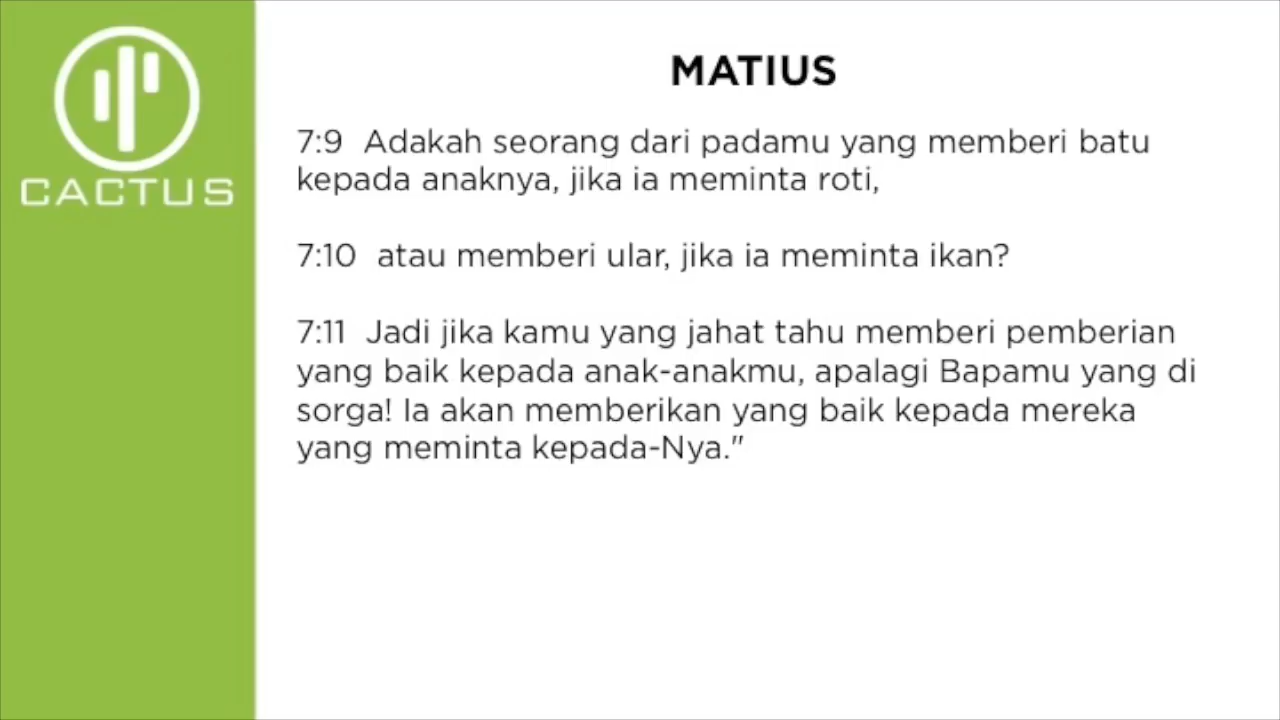 CACTUS
MATIUS
7:9 Adakah seorang dari padamu yang memberi batu
kepada anaknya, jika ia meminta roti,
7:10 atau memberi ular, jika ia meminta ikan?
7:11 Jadi jika kamu yang jahat tahu memberi pemberian
yang baik kepada anak-anakmu, apalagi Bapamu yang di
sorga! Ia akan memberikan yang baik kepada mereka
yang meminta kepada-Nya."